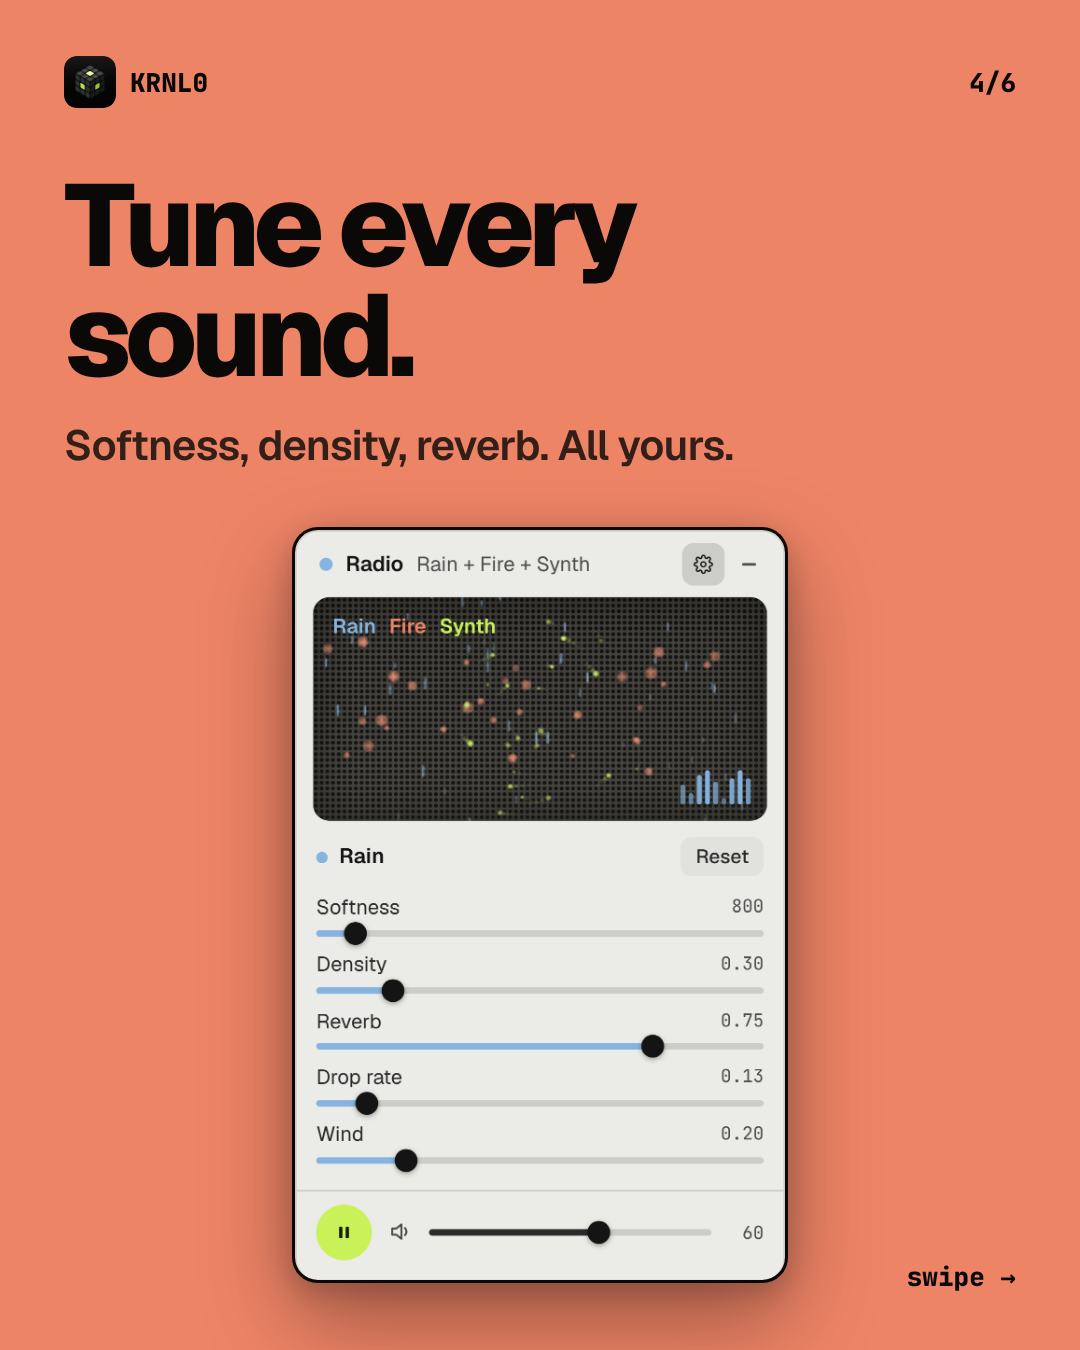 KRNL0
4/6
Tune every
sound.
Softness, density, reverb. All yours.
Radio Rain + Fire + Synth
Rain Fire Synth
Rain
Reset
Softness 800
Density 0.30
Reverb 0.75
Drop rate 0.13
Wind 0.20
60
swipe →